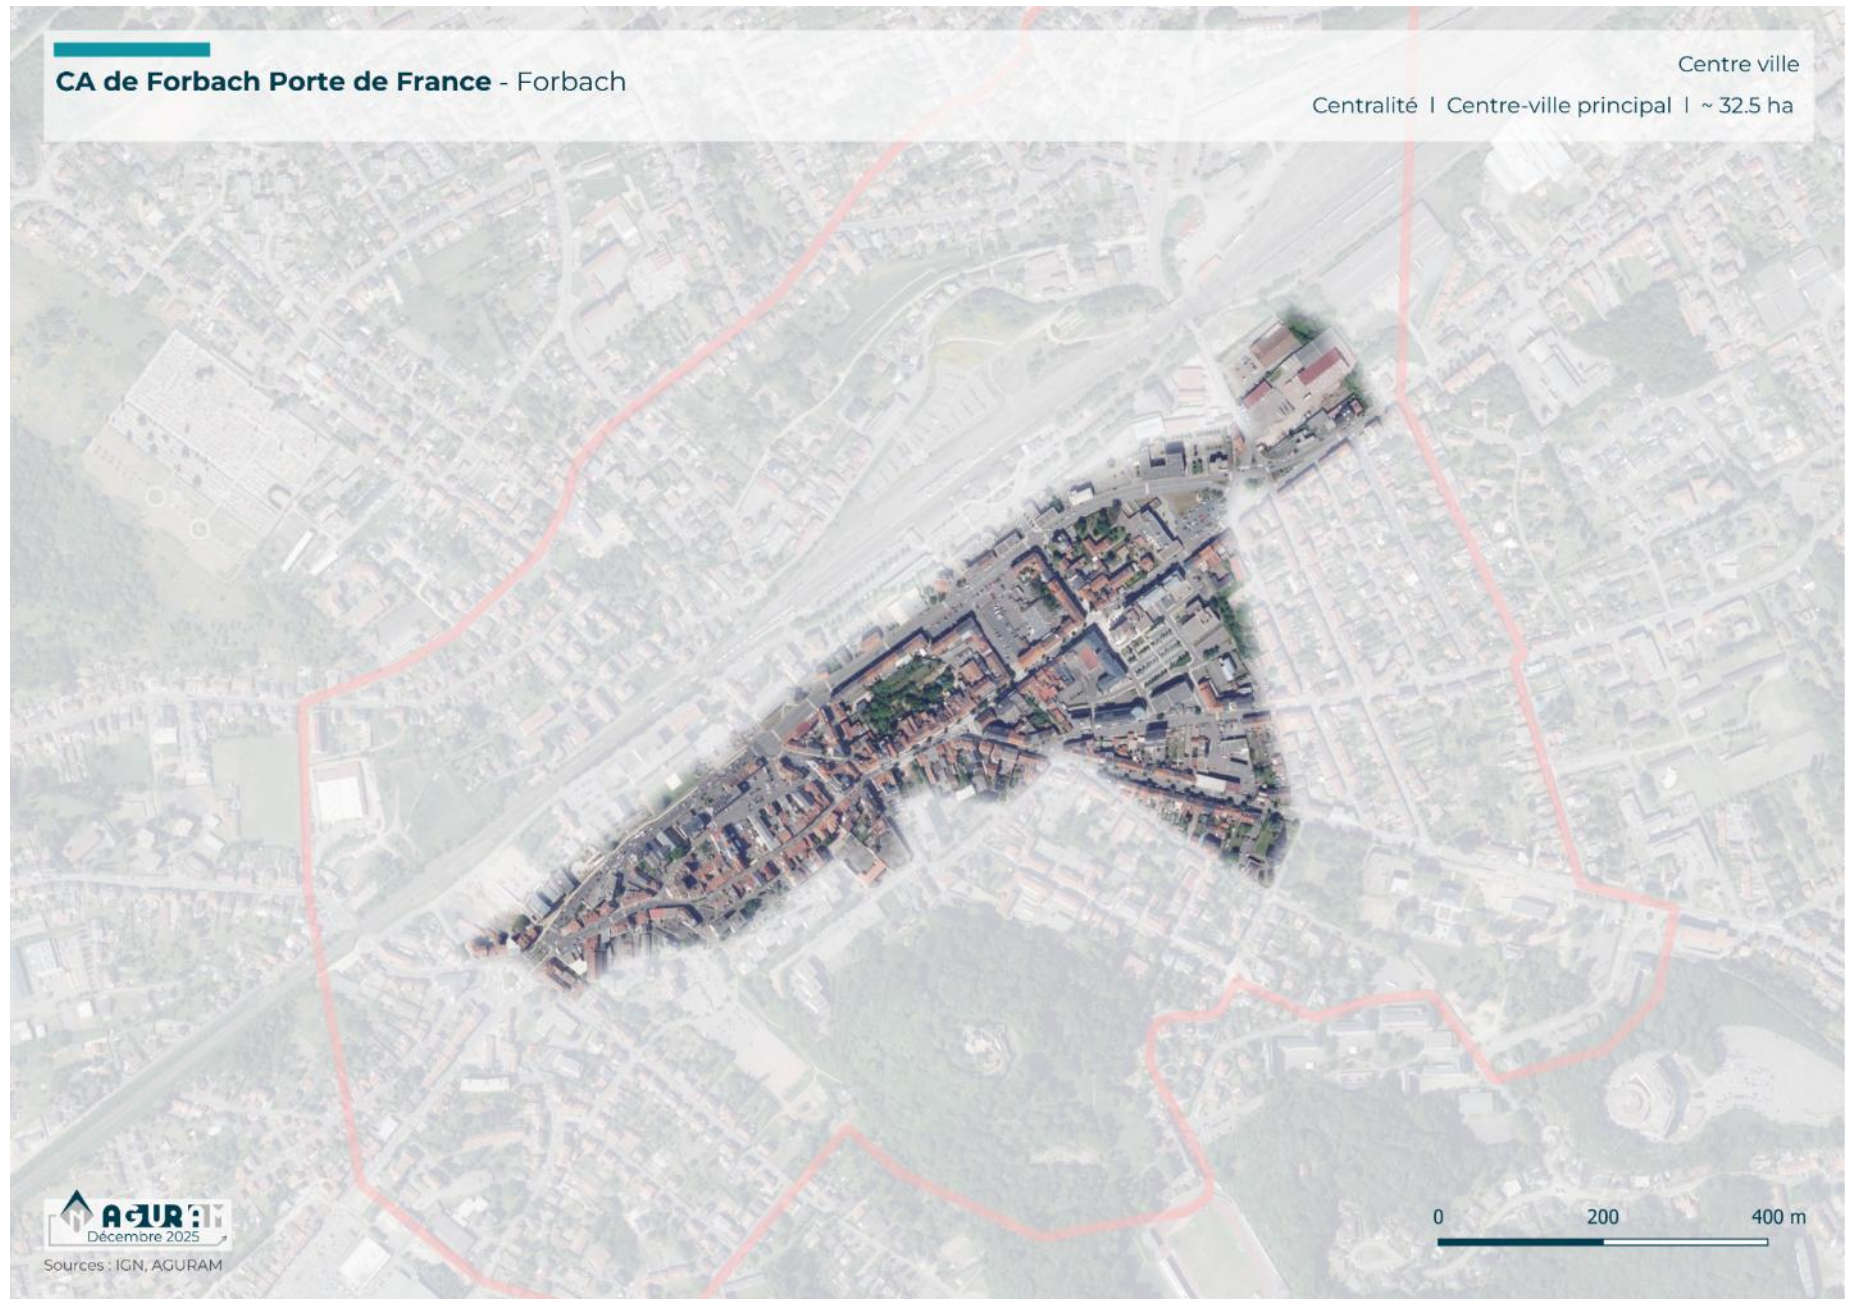 CA de Forbach Porte de France - Forbach
Centre ville
Centralité | Centre-ville principal | ~ 32.5 ha
N AGURAM
Décembre 2025
Sources : IGN, AGURAM
0 200 400 m